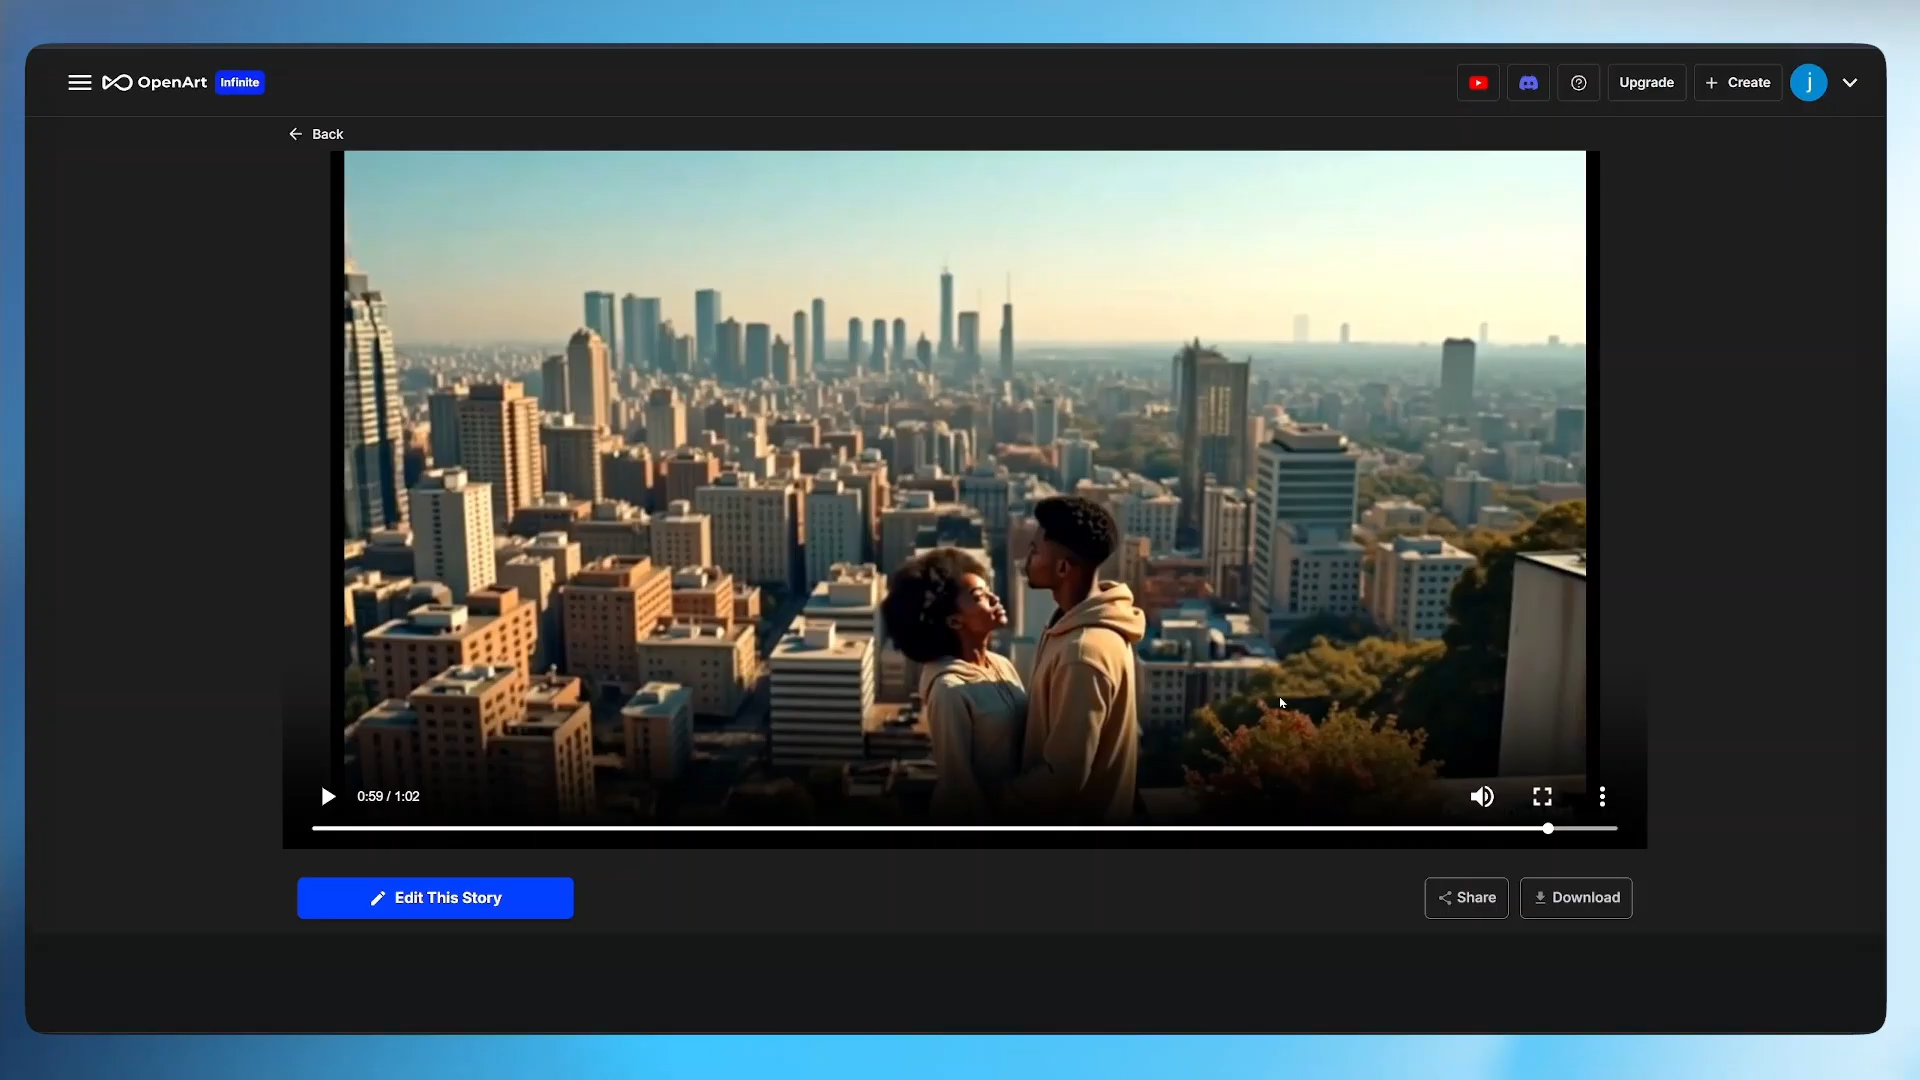 OpenArt Infinite
Upgrade
+ Create
j
Back
0:59 / 1:02
Edit This Story
Share
Download